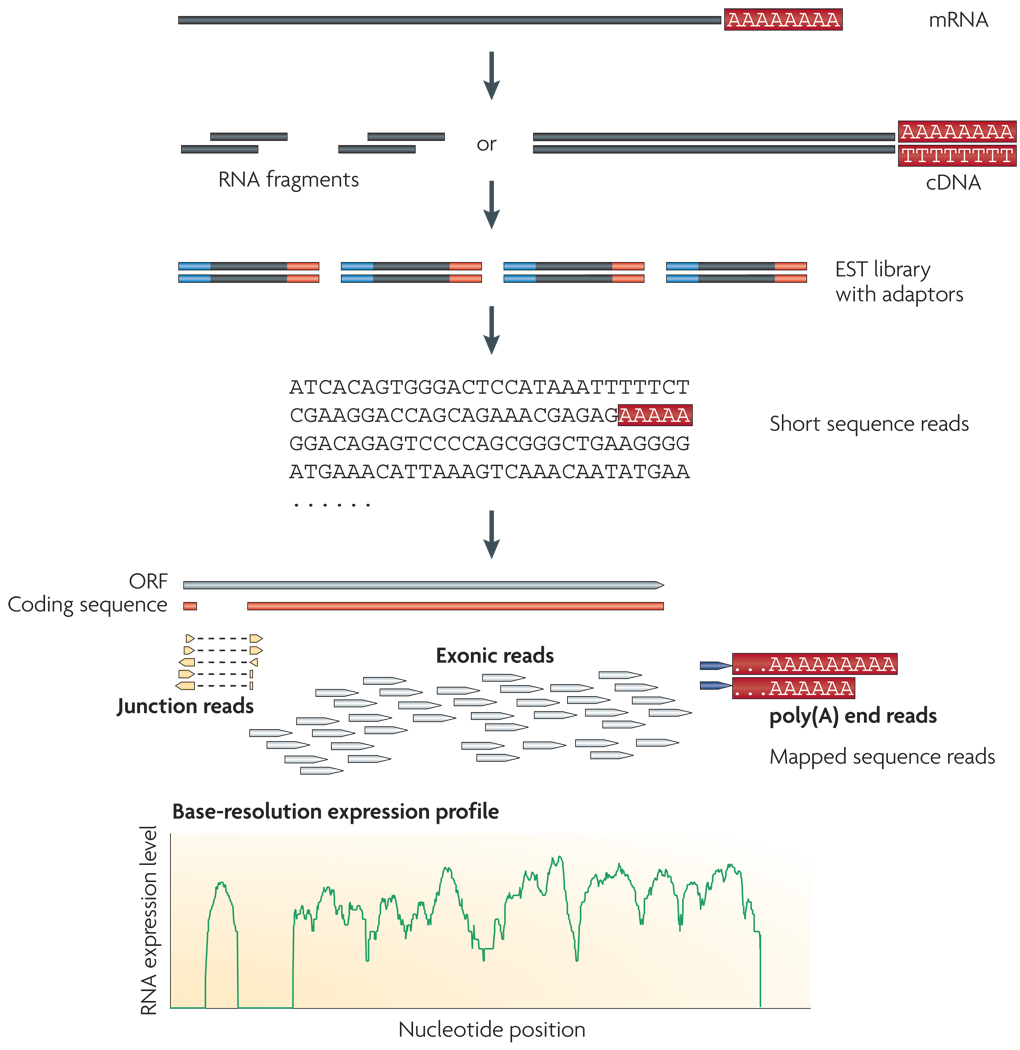 AAAAAAAA
mRNA
AAAAAAAA
or
TTTTTTTT
RNA fragments
cDNA
EST library
with adaptors
ATCACAGTGGGACTCCATAAATTTTTCT
CGAAGGACCAGCAGAAACGAGAGAAAAA
Short sequence reads
GGACAGAGTCCCCAGCGGGCTGAAGGGG
ATGAAACATTAAAGTCAAACAATATGAA
. . . . . .
ORF
Coding sequence
Exonic reads
...AAAAAAAAA
...AAAAAA
Junction reads
poly(A) end reads
Mapped sequence reads
Base-resolution expression profile
RNA expression level
Nucleotide position